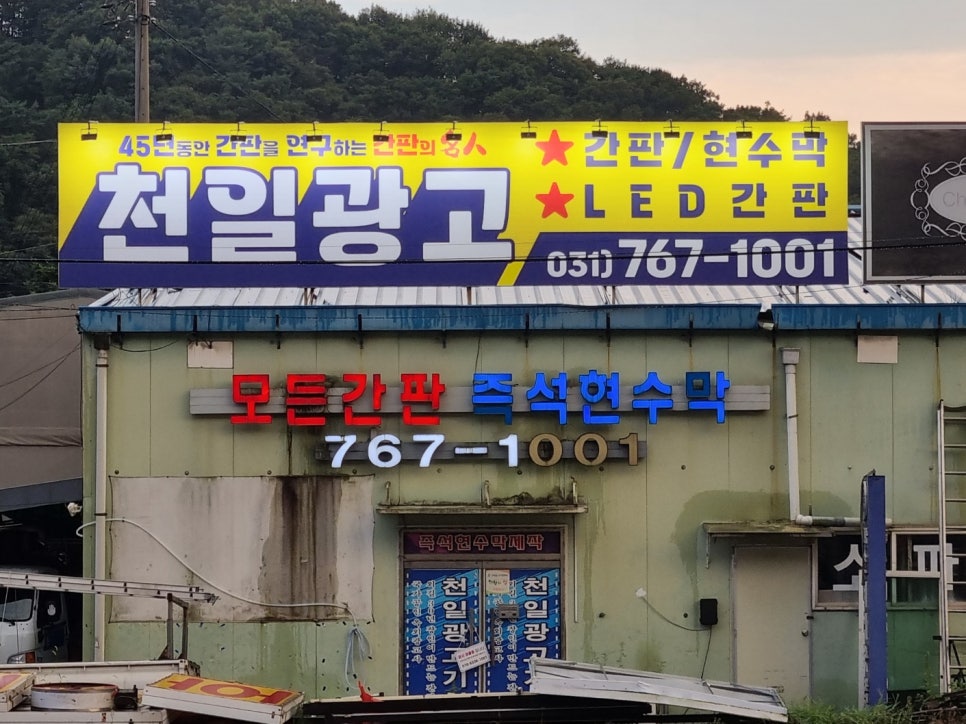 45년동안 간판을 연구하는 간판의 名人
천일광고
★간판/현수막
★LED간판
031) 767-1001
모든간판 즉석현수막
767-1001
즉석현수막제작
천일광고
천일광고